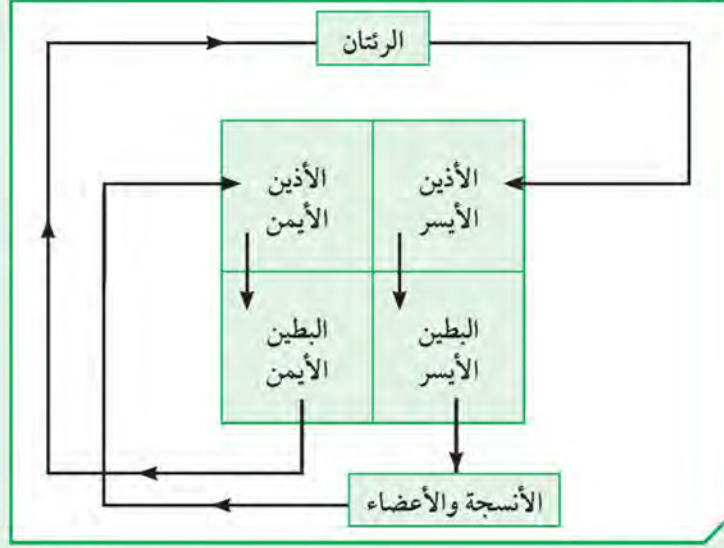 الرئتان
الأذين
الأيمن
الأذين
الأيسر
البطين
الأيمن
البطين
الأيسر
الأنسجة والأعضاء